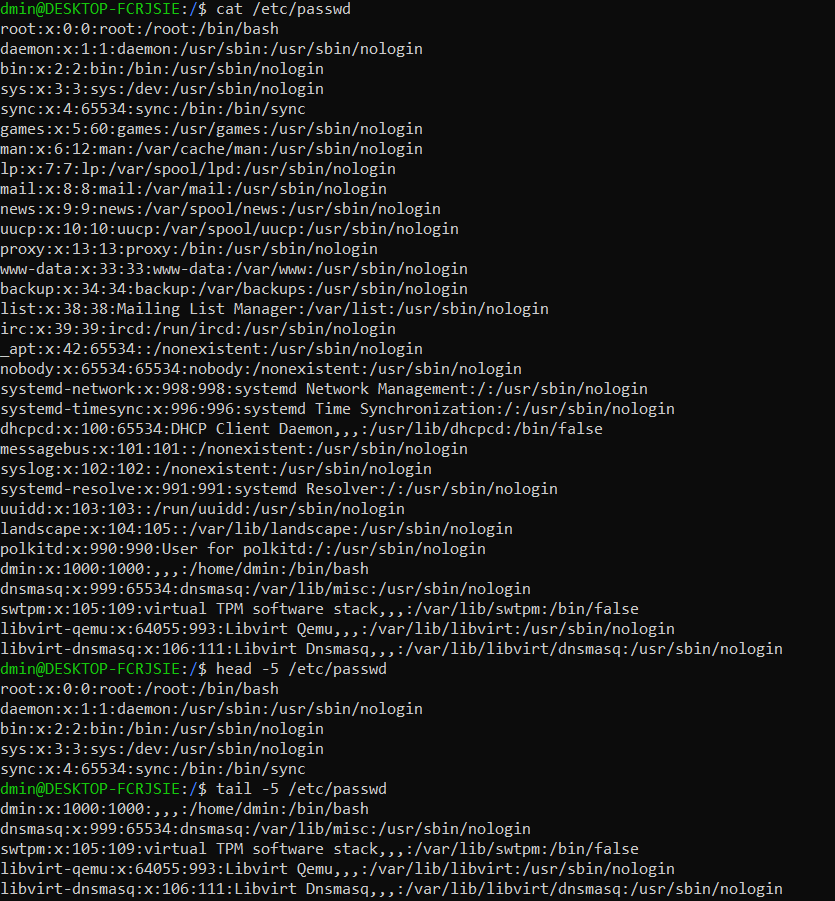 dmin@DESKTOP-FCRJSIE:/$ cat /etc/passwd
root:x:0:0:root:/root:/bin/bash
daemon:x:1:1:daemon:/usr/sbin:/usr/sbin/nologin
bin:x:2:2:bin:/bin:/usr/sbin/nologin
sys:x:3:3:sys:/dev:/usr/sbin/nologin
sync:x:4:65534:sync:/bin:/bin/sync
games:x:5:60:games:/usr/games:/usr/sbin/nologin
man:x:6:12:man:/var/cache/man:/usr/sbin/nologin
lp:x:7:7:lp:/var/spool/lpd:/usr/sbin/nologin
mail:x:8:8:mail:/var/mail:/usr/sbin/nologin
news:x:9:9:news:/var/spool/news:/usr/sbin/nologin
uucp:x:10:10:uucp:/var/spool/uucp:/usr/sbin/nologin
proxy:x:13:13:proxy:/bin:/usr/sbin/nologin
www-data:x:33:33:www-data:/var/www:/usr/sbin/nologin
backup:x:34:34:backup:/var/backups:/usr/sbin/nologin
list:x:38:38:Mailing List Manager:/var/list:/usr/sbin/nologin
irc:x:39:39:ircd:/run/ircd:/usr/sbin/nologin
_apt:x:42:65534::/nonexistent:/usr/sbin/nologin
nobody:x:65534:65534:nobody:/nonexistent:/usr/sbin/nologin
systemd-network:x:998:998:systemd Network Management:/:/usr/sbin/nologin
systemd-timesync:x:996:996:systemd Time Synchronization:/:/usr/sbin/nologin
dhcpcd:x:100:65534:DHCP Client Daemon,,,:/usr/lib/dhcpcd:/bin/false
messagebus:x:101:101::/nonexistent:/usr/sbin/nologin
syslog:x:102:102::/nonexistent:/usr/sbin/nologin
systemd-resolve:x:991:991:systemd Resolver:/:/usr/sbin/nologin
uuidd:x:103:103::/run/uuidd:/usr/sbin/nologin
landscape:x:104:105::/var/lib/landscape:/usr/sbin/nologin
polkitd:x:990:990:User for polkitd:/:/usr/sbin/nologin
dmin:x:1000:1000:,,,:/home/dmin:/bin/bash
dnsmasq:x:999:65534:dnsmasq:/var/lib/misc:/usr/sbin/nologin
swtpm:x:105:109:virtual TPM software stack,,,:/var/lib/swtpm:/bin/false
libvirt-qemu:x:64055:993:Libvirt Qemu,,,:/var/lib/libvirt:/usr/sbin/nologin
libvirt-dnsmasq:x:106:111:Libvirt Dnsmasq,,,:/var/lib/libvirt/dnsmasq:/usr/sbin/nologin
dmin@DESKTOP-FCRJSIE:/$ head -5 /etc/passwd
root:x:0:0:root:/root:/bin/bash
daemon:x:1:1:daemon:/usr/sbin:/usr/sbin/nologin
bin:x:2:2:bin:/bin:/usr/sbin/nologin
sys:x:3:3:sys:/dev:/usr/sbin/nologin
sync:x:4:65534:sync:/bin:/bin/sync
dmin@DESKTOP-FCRJSIE:/$ tail -5 /etc/passwd
dmin:x:1000:1000:,,,:/home/dmin:/bin/bash
dnsmasq:x:999:65534:dnsmasq:/var/lib/misc:/usr/sbin/nologin
swtpm:x:105:109:virtual TPM software stack,,,:/var/lib/swtpm:/bin/false
libvirt-qemu:x:64055:993:Libvirt Qemu,,,:/var/lib/libvirt:/usr/sbin/nologin
libvirt-dnsmasq:x:106:111:Libvirt Dnsmasq,,,:/var/lib/libvirt/dnsmasq:/usr/sbin/nologin